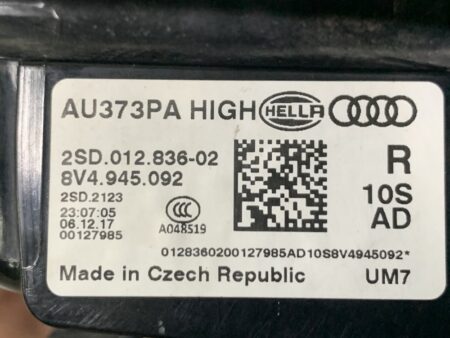 AU373PA HIGH HELLA
2SD.012.836-02
8V4.945.092
2SD.2123
23:07:05
06.12.17
00127985
CCC
A048519
R
10S
AD
0128360200127985AD10S8V4945092*
Made in Czech Republic
UM7